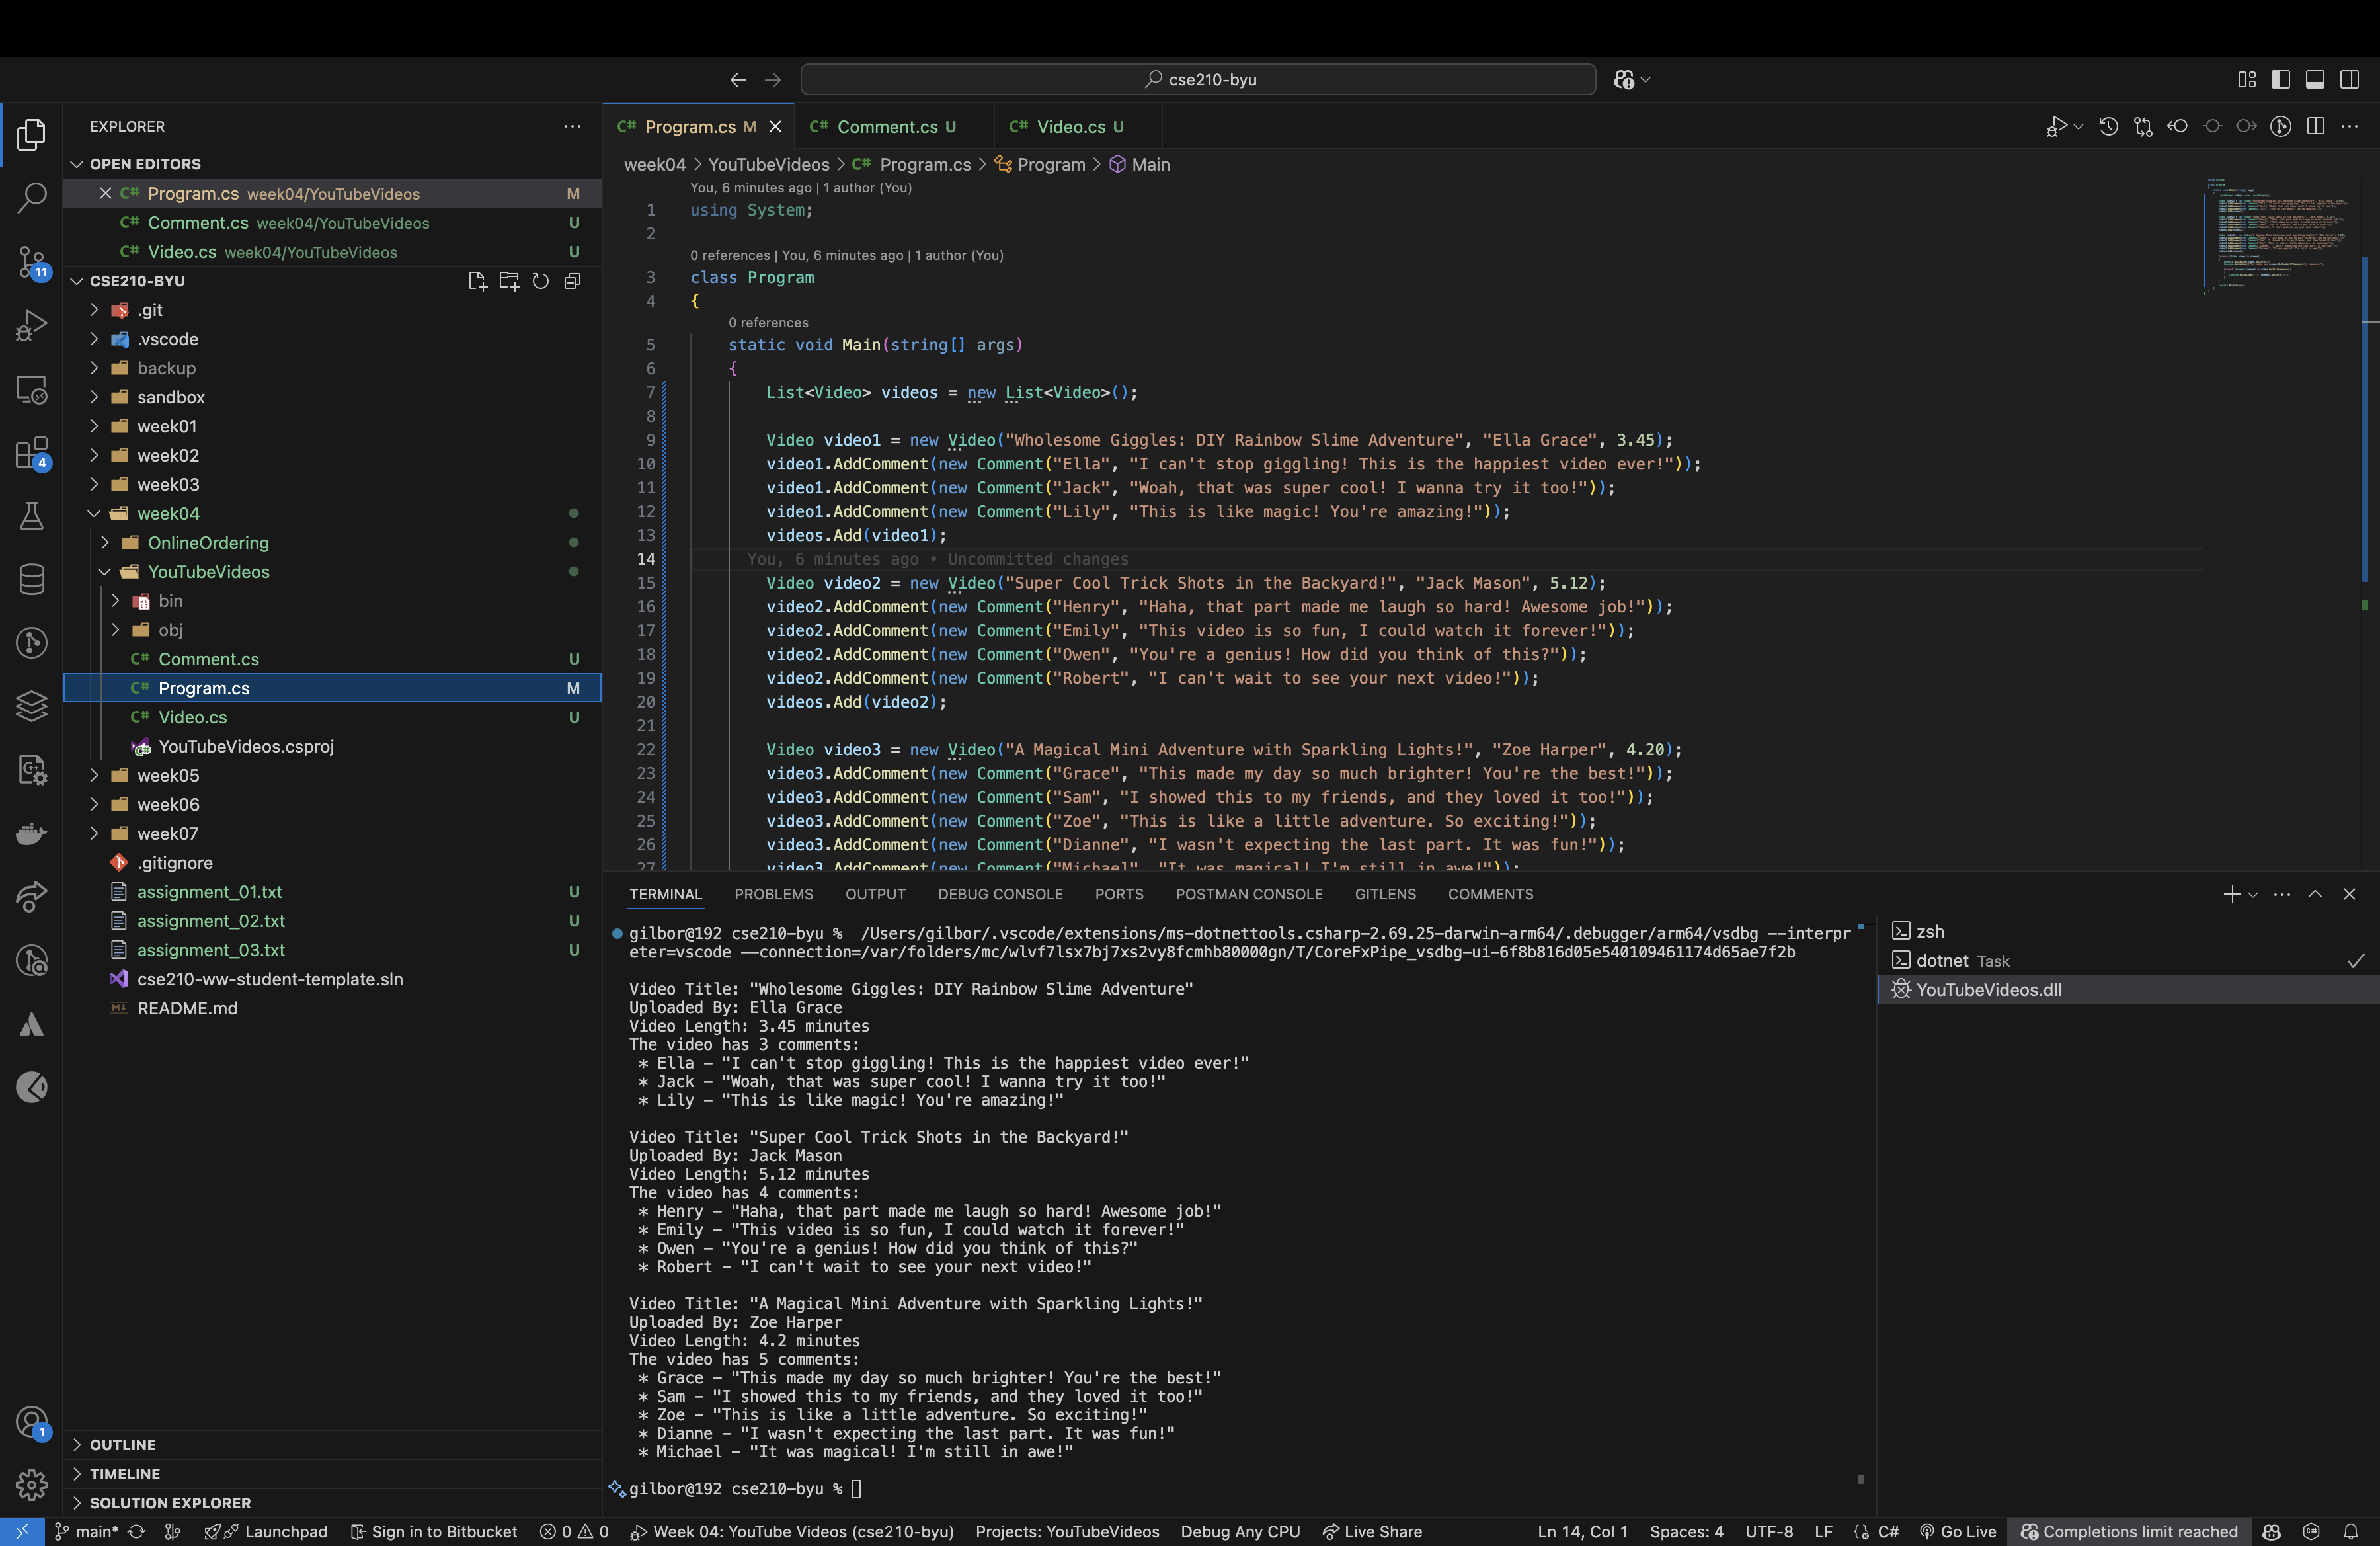 cse210-byu
EXPLORER
OPEN EDITORS
Program.cs week04/YouTubeVideos M
Comment.cs week04/YouTubeVideos U
Video.cs week04/YouTubeVideos U
CSE210-BYU
.git
.vscode
backup
sandbox
week01
week02
week03
week04
OnlineOrdering
YouTubeVideos
bin
obj
C# Comment.cs U
C# Program.cs M
C# Video.cs U
YouTubeVideos.csproj
week05
week06
week07
.gitignore
assignment_01.txt U
assignment_02.txt U
assignment_03.txt U
cse210-ww-student-template.sln
README.md
OUTLINE
TIMELINE
SOLUTION EXPLORER
11
4
1
C# Program.cs M C# Comment.cs U C# Video.cs U
week04 > YouTubeVideos > C# Program.cs > Program > Main
You, 6 minutes ago | 1 author (You)
1 using System;
2
0 references | You, 6 minutes ago | 1 author (You)
3 class Program
4 {
0 references
5 static void Main(string[] args)
6 {
7 List<Video> videos = new List<Video>();
8
9 Video video1 = new Video("Wholesome Giggles: DIY Rainbow Slime Adventure", "Ella Grace", 3.45);
10 video1.AddComment(new Comment("Ella", "I can't stop giggling! This is the happiest video ever!"));
11 video1.AddComment(new Comment("Jack", "Woah, that was super cool! I wanna try it too!"));
12 video1.AddComment(new Comment("Lily", "This is like magic! You're amazing!"));
13 videos.Add(video1);
14 You, 6 minutes ago • Uncommitted changes
15 Video video2 = new Video("Super Cool Trick Shots in the Backyard!", "Jack Mason", 5.12);
16 video2.AddComment(new Comment("Henry", "Haha, that part made me laugh so hard! Awesome job!"));
17 video2.AddComment(new Comment("Emily", "This video is so fun, I could watch it forever!"));
18 video2.AddComment(new Comment("Owen", "You're a genius! How did you think of this?"));
19 video2.AddComment(new Comment("Robert", "I can't wait to see your next video!"));
20 videos.Add(video2);
21
22 Video video3 = new Video("A Magical Mini Adventure with Sparkling Lights!", "Zoe Harper", 4.20);
23 video3.AddComment(new Comment("Grace", "This made my day so much brighter! You're the best!"));
24 video3.AddComment(new Comment("Sam", "I showed this to my friends, and they loved it too!"));
25 video3.AddComment(new Comment("Zoe", "This is like a little adventure. So exciting!"));
26 video3.AddComment(new Comment("Dianne", "I wasn't expecting the last part. It was fun!"));
27 video3.AddComment(new Comment("Michael", "It was magical! I'm still in awe!"));
TERMINAL PROBLEMS OUTPUT DEBUG CONSOLE PORTS POSTMAN CONSOLE GITLENS COMMENTS
gilbor@192 cse210-byu % /Users/gilbor/.vscode/extensions/ms-dotnettools.csharp-2.69.25-darwin-arm64/.debugger/arm64/vsdbg --interpr
eter=vscode --connection=/var/folders/mc/wlvf7lsx7bj7xs2vy8fcmhb80000gn/T/CoreFxPipe_vsdbg-ui-6f8b816d05e540109461174d65ae7f2b
Video Title: "Wholesome Giggles: DIY Rainbow Slime Adventure"
Uploaded By: Ella Grace
Video Length: 3.45 minutes
The video has 3 comments:
* Ella – "I can't stop giggling! This is the happiest video ever!"
* Jack – "Woah, that was super cool! I wanna try it too!"
* Lily – "This is like magic! You're amazing!"
Video Title: "Super Cool Trick Shots in the Backyard!"
Uploaded By: Jack Mason
Video Length: 5.12 minutes
The video has 4 comments:
* Henry – "Haha, that part made me laugh so hard! Awesome job!"
* Emily – "This video is so fun, I could watch it forever!"
* Owen – "You're a genius! How did you think of this?"
* Robert – "I can't wait to see your next video!"
Video Title: "A Magical Mini Adventure with Sparkling Lights!"
Uploaded By: Zoe Harper
Video Length: 4.2 minutes
The video has 5 comments:
* Grace – "This made my day so much brighter! You're the best!"
* Sam – "I showed this to my friends, and they loved it too!"
* Zoe – "This is like a little adventure. So exciting!"
* Dianne – "I wasn't expecting the last part. It was fun!"
* Michael – "It was magical! I'm still in awe!"
gilbor@192 cse210-byu %
zsh
dotnet Task
YouTubeVideos.dll
main* Launchpad Sign in to Bitbucket 0 0 Week 04: YouTube Videos (cse210-byu) Projects: YouTubeVideos Debug Any CPU Live Share Ln 14, Col 1 Spaces: 4 UTF-8 LF C# Go Live Completions limit reached